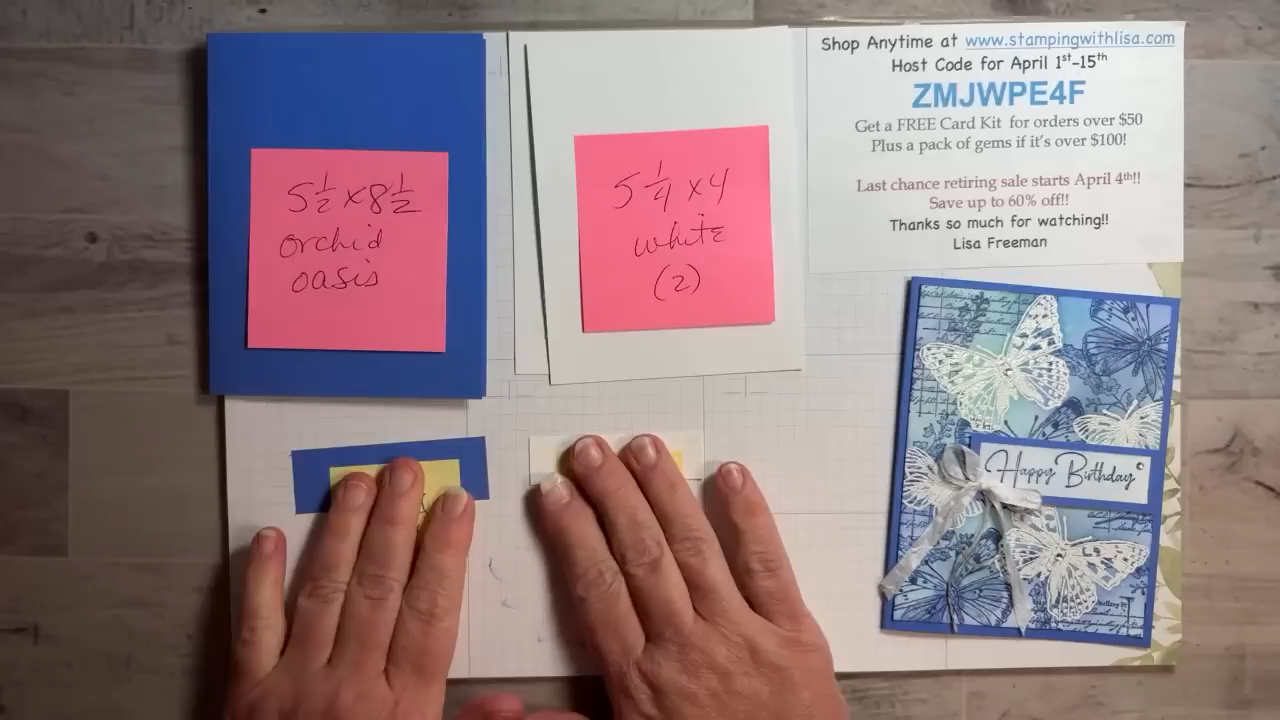 5 1/2 x 8 1/2
orchid
oasis
5 1/4 x 4
white
(2)
Shop Anytime at www.stampingwithlisa.com
Host Code for April 1st-15th
ZMJWPE4F
Get a FREE Card Kit for orders over $50
Plus a pack of gems if it's over $100!
Last chance retiring sale starts April 4th!!
Save up to 60% off!!
Thanks so much for watching!!
Lisa Freeman
Happy Birthday